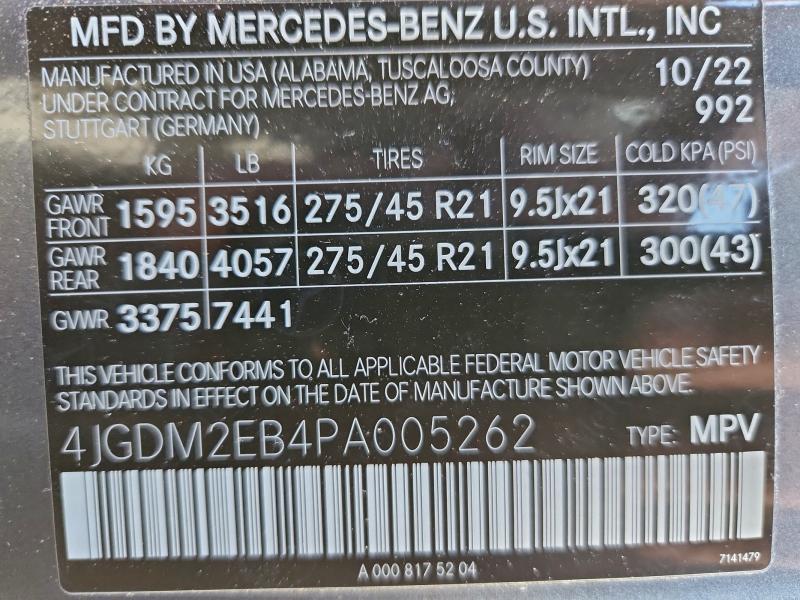 MFD BY MERCEDES-BENZ U.S. INTL., INC
MANUFACTURED IN USA (ALABAMA, TUSCALOOSA COUNTY) 10/22
UNDER CONTRACT FOR MERCEDES-BENZ AG, 992
STUTTGART (GERMANY)
KG LB TIRES RIM SIZE COLD KPA (PSI)
GAWR FRONT 1595 3516 275/45 R21 9.5Jx21 320(47)
GAWR REAR 1840 4057 275/45 R21 9.5Jx21 300(43)
GVWR 3375 7441
THIS VEHICLE CONFORMS TO ALL APPLICABLE FEDERAL MOTOR VEHICLE SAFETY
STANDARDS IN EFFECT ON THE DATE OF MANUFACTURE SHOWN ABOVE.
4JGDM2EB4PA005262 TYPE: MPV
7141479
A 000 817 52 04